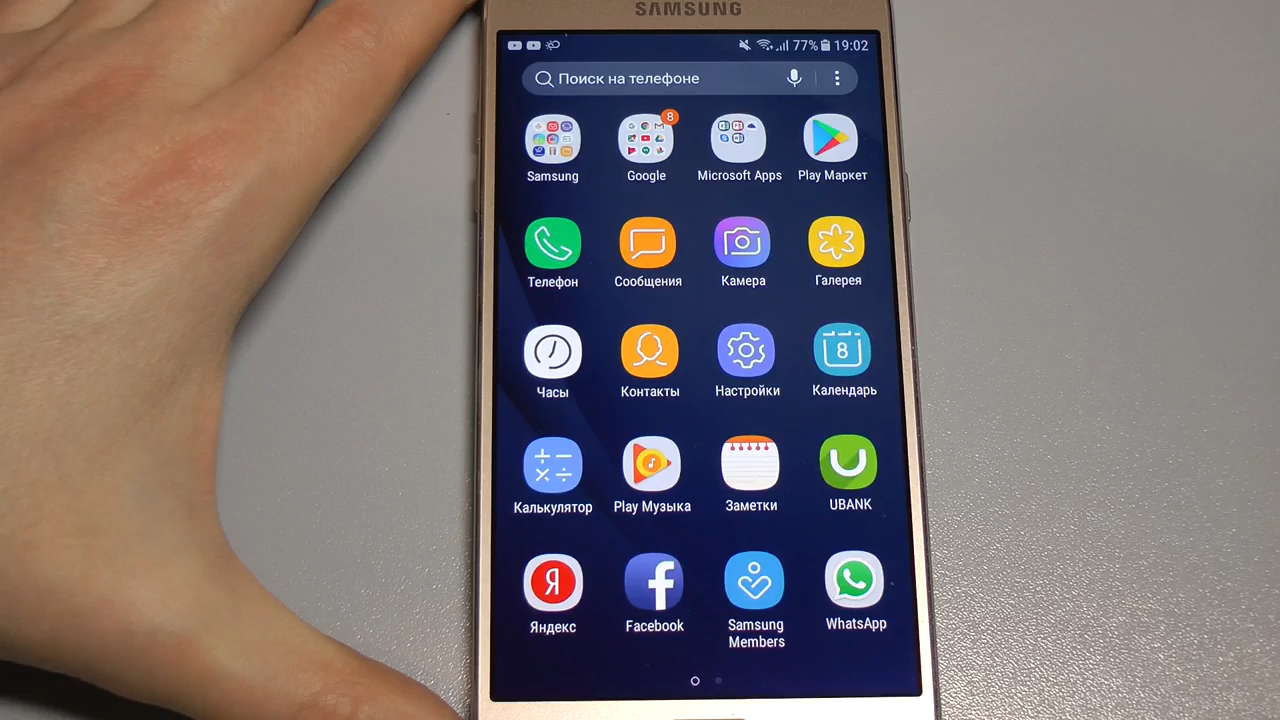 SAMSUNG
77% 19:02
Поиск на телефоне
8
Samsung Google Microsoft Apps Play Маркет
Телефон Сообщения Камера Галерея
8
Часы Контакты Настройки Календарь
Калькулятор Play Музыка Заметки UBANK
Я f
Яндекс Facebook Samsung Members WhatsApp